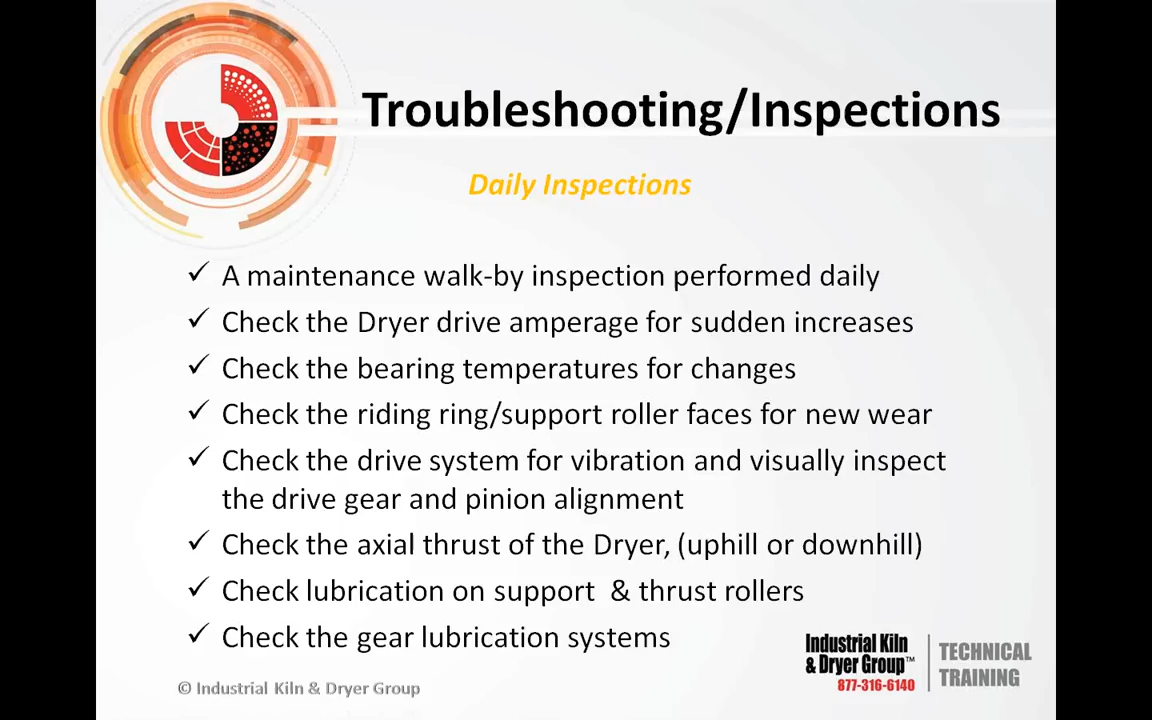 Troubleshooting/Inspections
Daily Inspections
✓ A maintenance walk-by inspection performed daily
✓ Check the Dryer drive amperage for sudden increases
✓ Check the bearing temperatures for changes
✓ Check the riding ring/support roller faces for new wear
✓ Check the drive system for vibration and visually inspect
the drive gear and pinion alignment
✓ Check the axial thrust of the Dryer, (uphill or downhill)
✓ Check lubrication on support & thrust rollers
✓ Check the gear lubrication systems
Industrial Kiln
& Dryer Group™
877-316-6140
TECHNICAL
TRAINING
© Industrial Kiln & Dryer Group